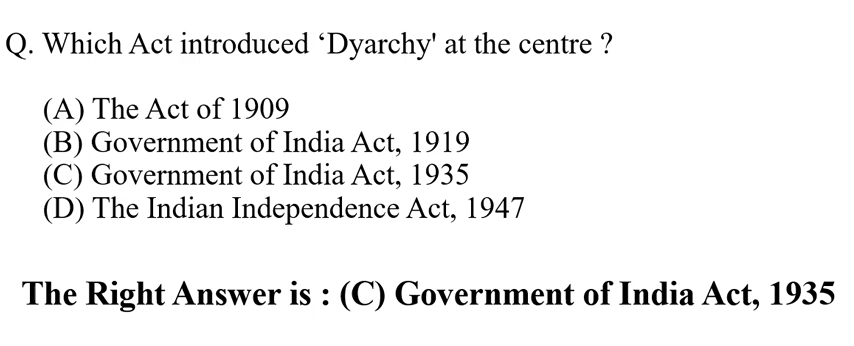 Q. Which Act introduced ‘Dyarchy' at the centre ?
(A) The Act of 1909
(B) Government of India Act, 1919
(C) Government of India Act, 1935
(D) The Indian Independence Act, 1947
The Right Answer is : (C) Government of India Act, 1935